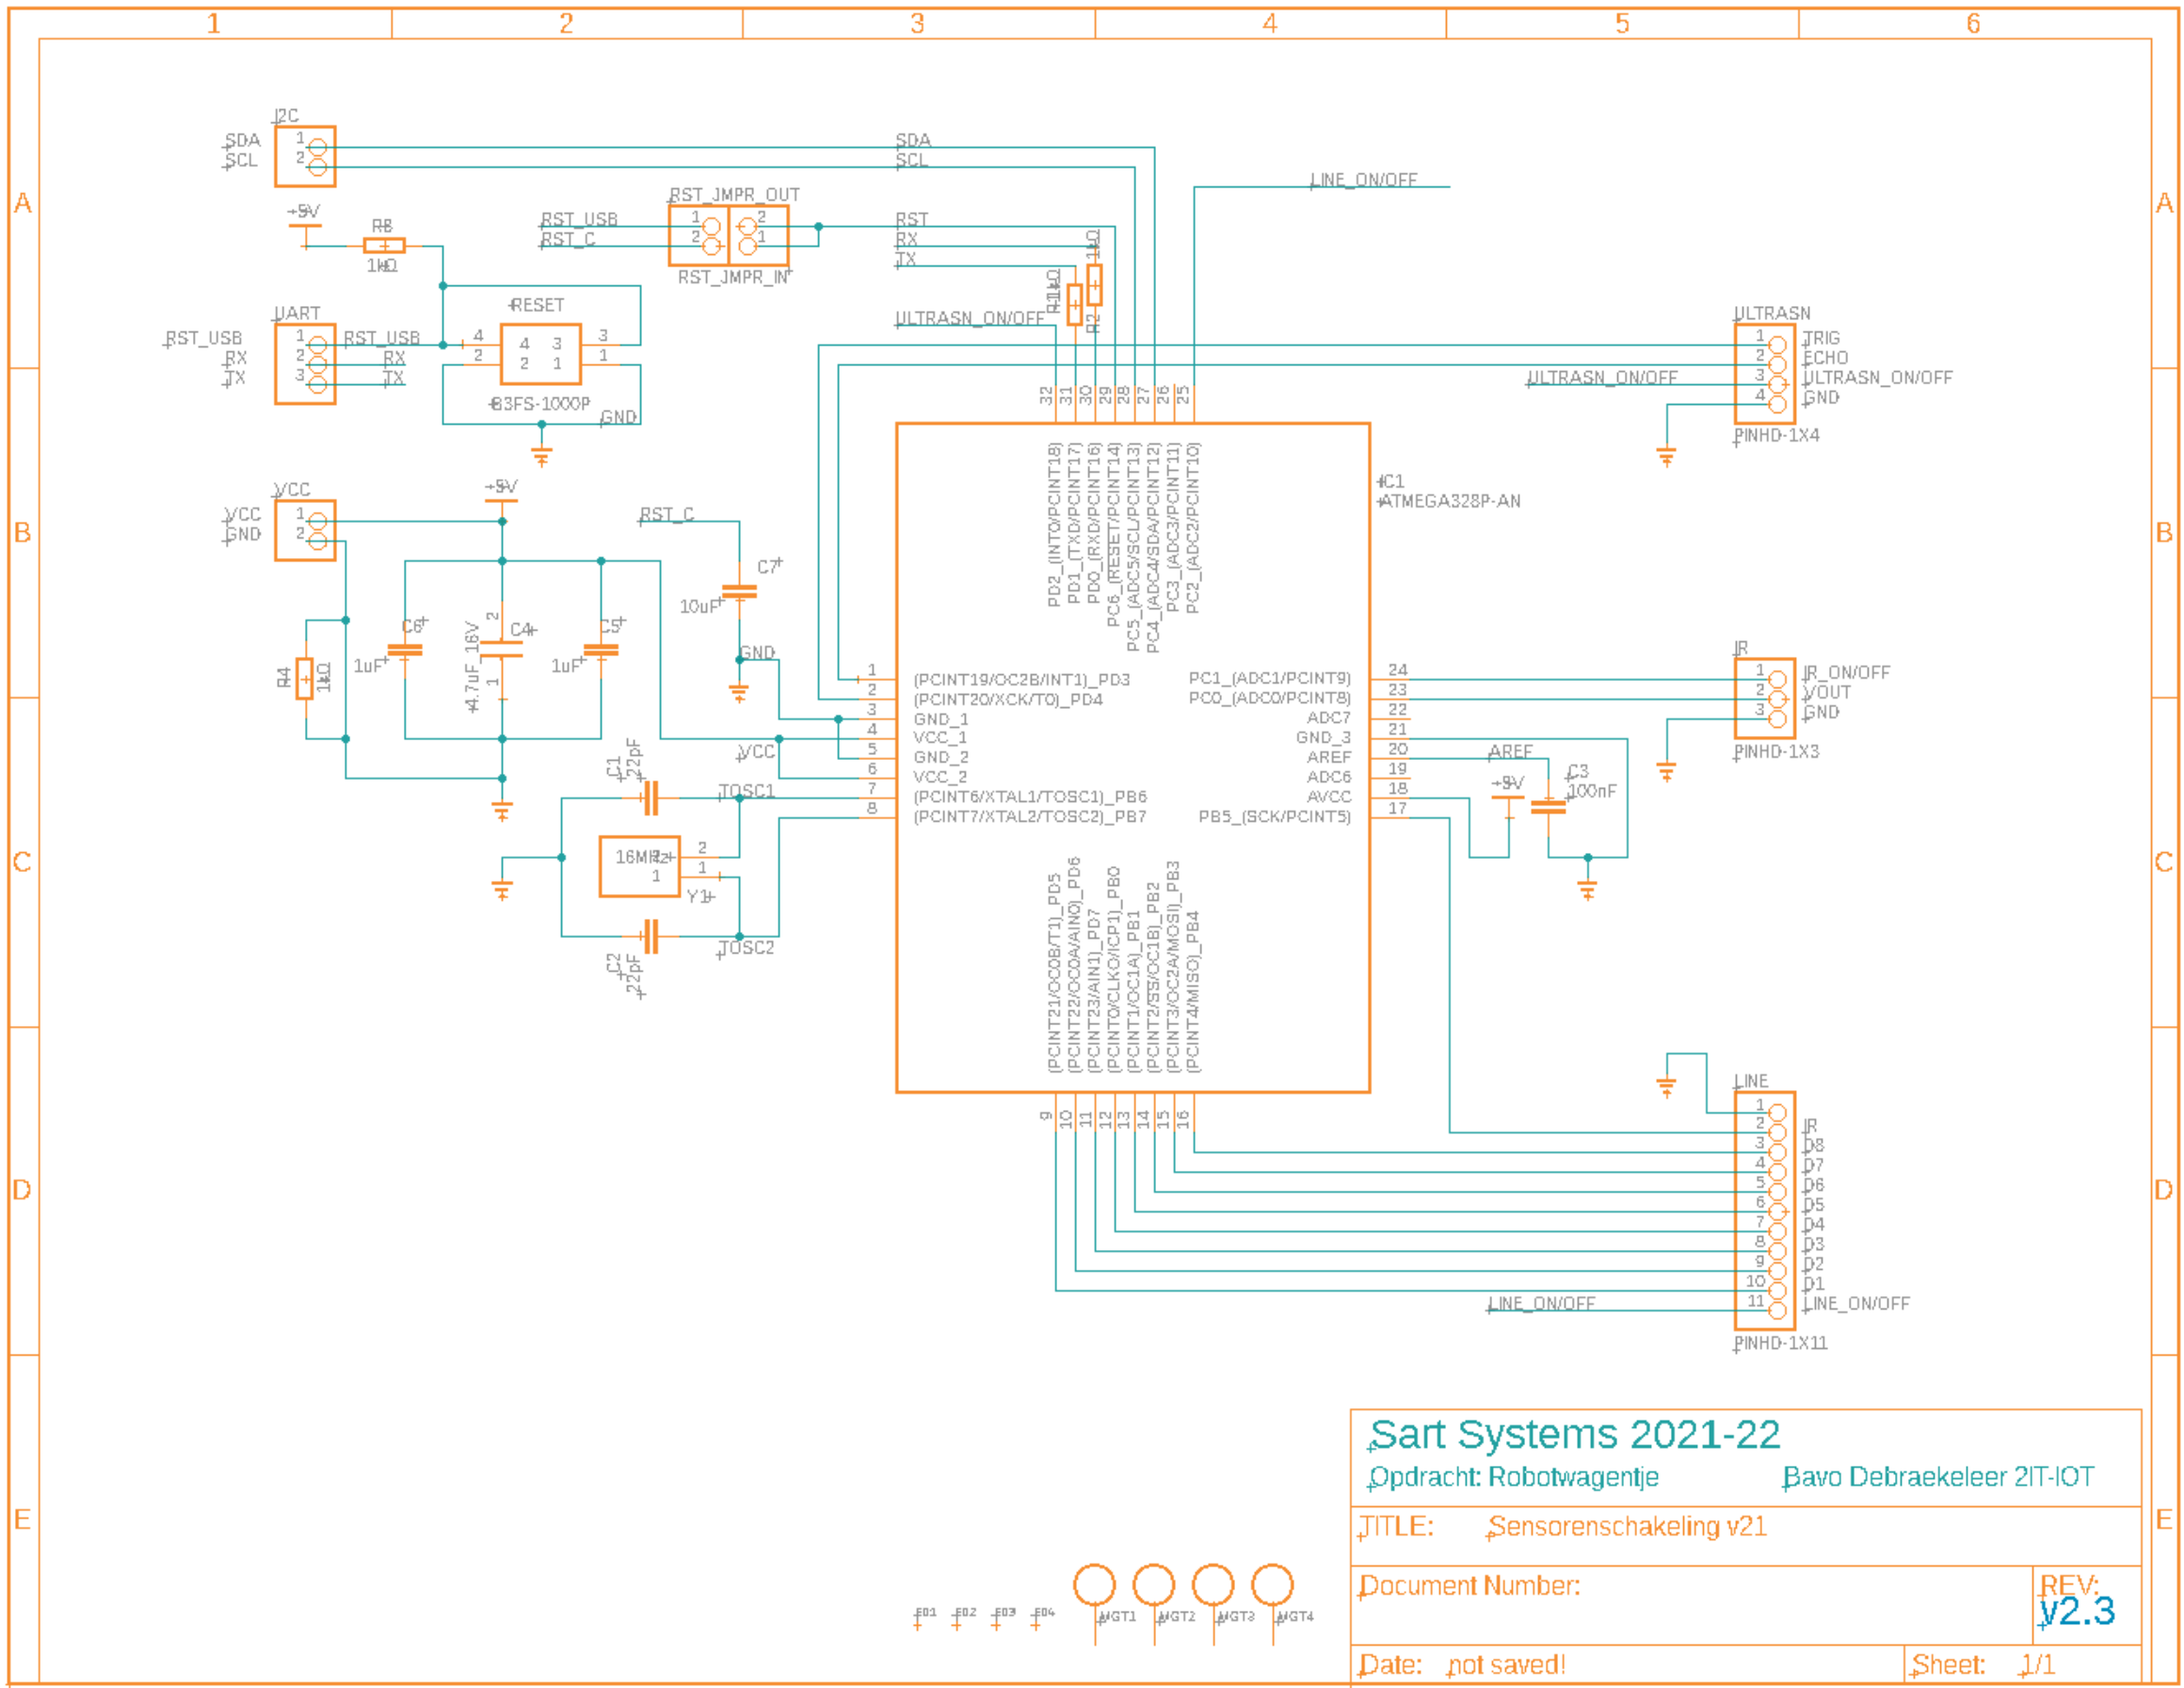 1 2 3 4 5 6
A A
B B
C C
D D
E E
I2C
SDA 1
SCL 2
SDA
SCL
LINE_ON/OFF
+5V
1kΩ
RST_JMPR_OUT
RST_USB 1 2 RST
RST_C 2 1 RX
TX
RST_JMPR_IN
1kΩ
R2
ULTRASN_ON/OFF
RESET
4 4 3 3
2 2 1 1
B3FS-1000P
GND
UART
RST_USB 1 RST_USB
RX 2 RX
TX 3 TX
ULTRASN
1 TRIG
2 ECHO
ULTRASN_ON/OFF 3 ULTRASN_ON/OFF
4 GND
PINHD-1X4
32 31 30 29 28 27 26 25
PD2_(INT0/PCINT18)
PD1_(TXD/PCINT17)
PD0_(RXD/PCINT16)
PC6_(RESET/PCINT14)
PC5_(ADC5/SCL/PCINT13)
PC4_(ADC4/SDA/PCINT12)
PC3_(ADC3/PCINT11)
PC2_(ADC2/PCINT10)
IC1
ATMEGA328P-AN
VCC
VCC 1
GND 2
+5V
RST_C
C7
10uF
GND
R4
1kΩ
C6
1uF
4.7uF_16V
2
C4
1
C5
1uF
VCC
1 (PCINT19/OC2B/INT1)_PD3
2 (PCINT20/XCK/T0)_PD4
3 GND_1
4 VCC_1
5 GND_2
6 VCC_2
7 (PCINT6/XTAL1/TOSC1)_PB6
8 (PCINT7/XTAL2/TOSC2)_PB7
PC1_(ADC1/PCINT9) 24
PC0_(ADC0/PCINT8) 23
ADC7 22
GND_3 21
AREF 20
ADC6 19
AVCC 18
PB5_(SCK/PCINT5) 17
IR
1 IR_ON/OFF
2 VOUT
3 GND
PINHD-1X3
AREF
+5V
C3
100nF
C1
22pF
TOSC1
16MHz
2
1
1
Y1
TOSC2
C2
22pF
(PCINT21/OC0B/T1)_PD5
(PCINT22/OC0A/AIN0)_PD6
(PCINT23/AIN1)_PD7
(PCINT0/CLKO/ICP1)_PB0
(PCINT1/OC1A)_PB1
(PCINT2/SS/OC1B)_PB2
(PCINT3/OC2A/MOSI)_PB3
(PCINT4/MISO)_PB4
9 10 11 12 13 14 15 16
LINE
1
2 IR
3 D8
4 D7
5 D6
6 D5
7 D4
8 D3
9 D2
10 D1
LINE_ON/OFF 11 LINE_ON/OFF
PINHD-1X11
Sart Systems 2021-22
Opdracht: Robotwagentje Bavo Debraekeleer 2IT-IOT
TITLE: Sensorenschakeling v21
Document Number:
REV:
v2.3
Date: not saved!
Sheet: 1/1